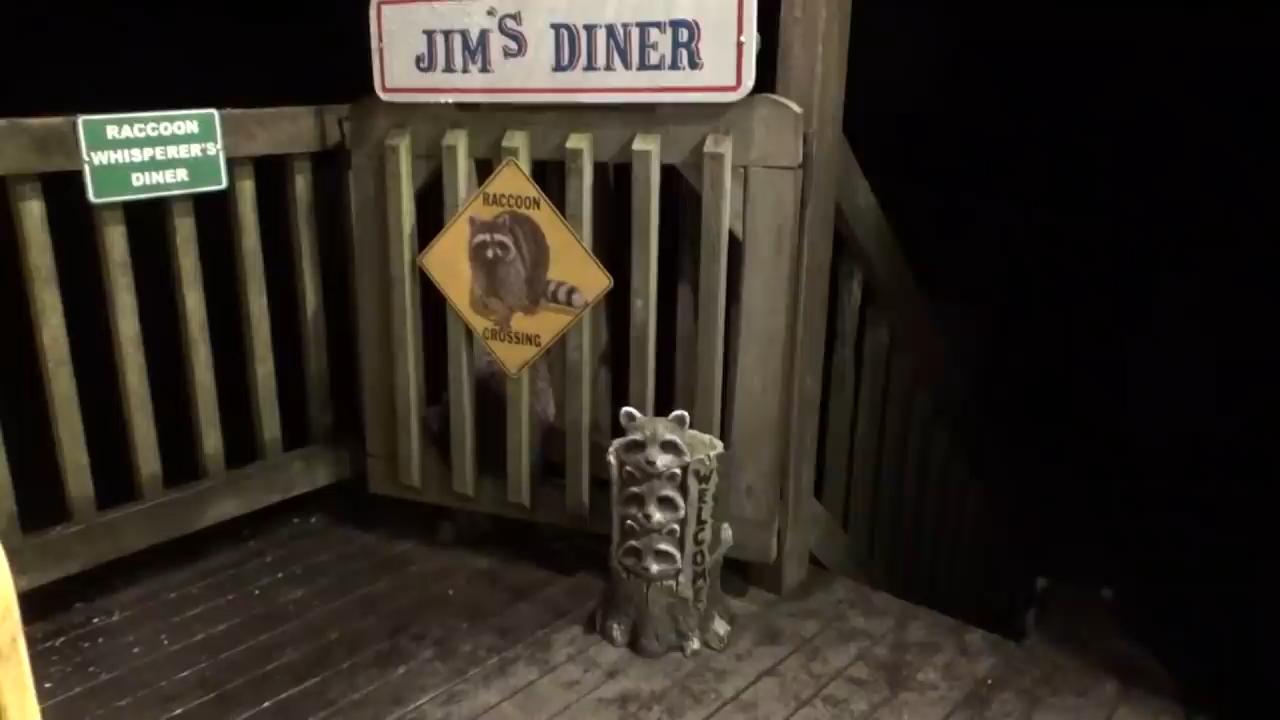 JIM'S DINER
RACCOON
WHISPERER'S
DINER
RACCOON
CROSSING
WELCOME